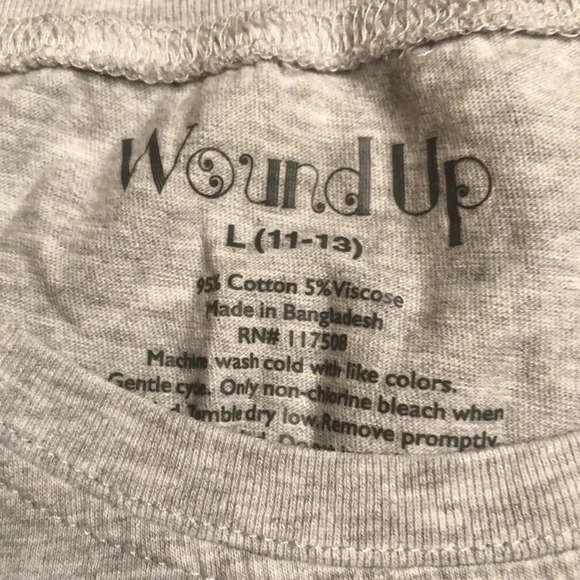 Wound Up
L (11-13)
95% Cotton 5%Viscose
Made in Bangladesh
RN# 117508
Machine wash cold with like colors.
Gentle cycle. Only non-chlorine bleach when
Tumble dry low. Remove promptly